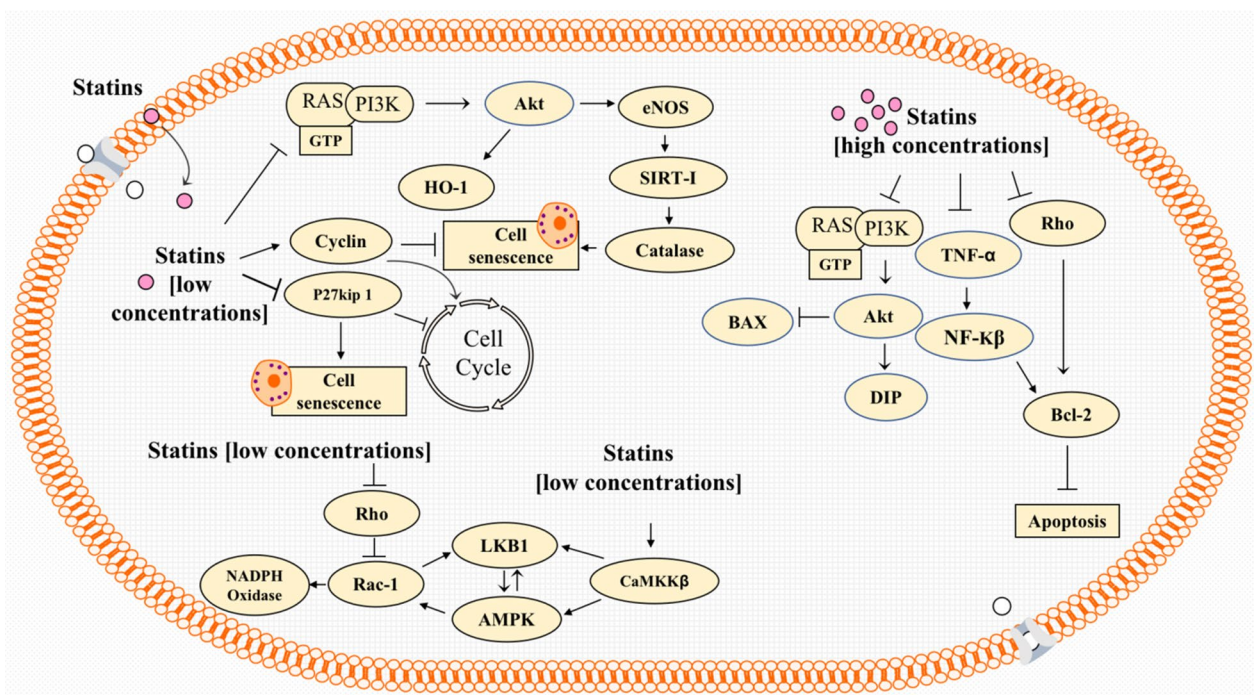 Statins
RAS
PI3K
GTP
Akt
eNOS
HO-1
SIRT-I
Catalase
Cell
senescence
Cyclin
P27kip 1
Statins
[low
concentrations]
Cell
Cycle
Cell
senescence
Statins
[high concentrations]
RAS
PI3K
GTP
TNF-α
Rho
BAX
Akt
NF-Kβ
DIP
Bcl-2
Apoptosis
Statins [low concentrations]
Rho
Rac-1
NADPH
Oxidase
LKB1
AMPK
Statins
[low concentrations]
CaMKKβ